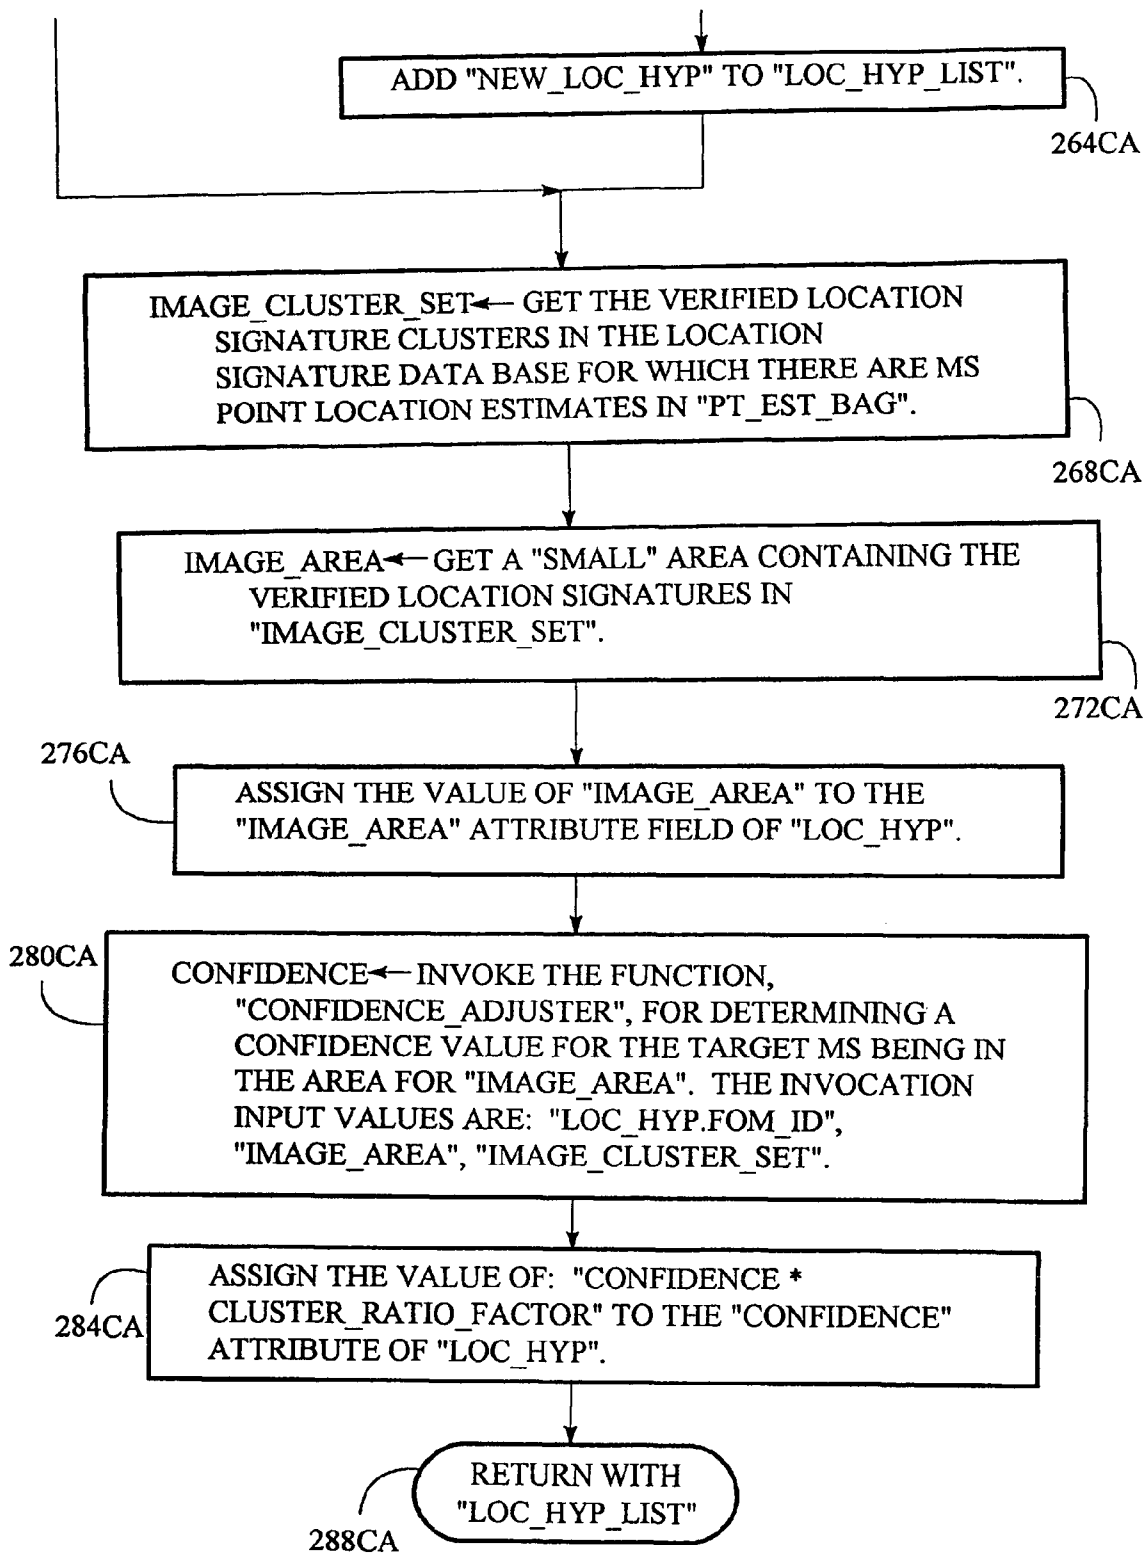 ADD "NEW_LOC_HYP" TO "LOC_HYP_LIST".
264CA
IMAGE_CLUSTER_SET← GET THE VERIFIED LOCATION
SIGNATURE CLUSTERS IN THE LOCATION
SIGNATURE DATA BASE FOR WHICH THERE ARE MS
POINT LOCATION ESTIMATES IN "PT_EST_BAG".
268CA
IMAGE_AREA← GET A "SMALL" AREA CONTAINING THE
VERIFIED LOCATION SIGNATURES IN
"IMAGE_CLUSTER_SET".
272CA
276CA
ASSIGN THE VALUE OF "IMAGE_AREA" TO THE
"IMAGE_AREA" ATTRIBUTE FIELD OF "LOC_HYP".
280CA
CONFIDENCE← INVOKE THE FUNCTION,
"CONFIDENCE_ADJUSTER", FOR DETERMINING A
CONFIDENCE VALUE FOR THE TARGET MS BEING IN
THE AREA FOR "IMAGE_AREA". THE INVOCATION
INPUT VALUES ARE: "LOC_HYP.FOM_ID",
"IMAGE_AREA", "IMAGE_CLUSTER_SET".
ASSIGN THE VALUE OF: "CONFIDENCE *
CLUSTER_RATIO_FACTOR" TO THE "CONFIDENCE"
ATTRIBUTE OF "LOC_HYP".
284CA
RETURN WITH
"LOC_HYP_LIST"
288CA